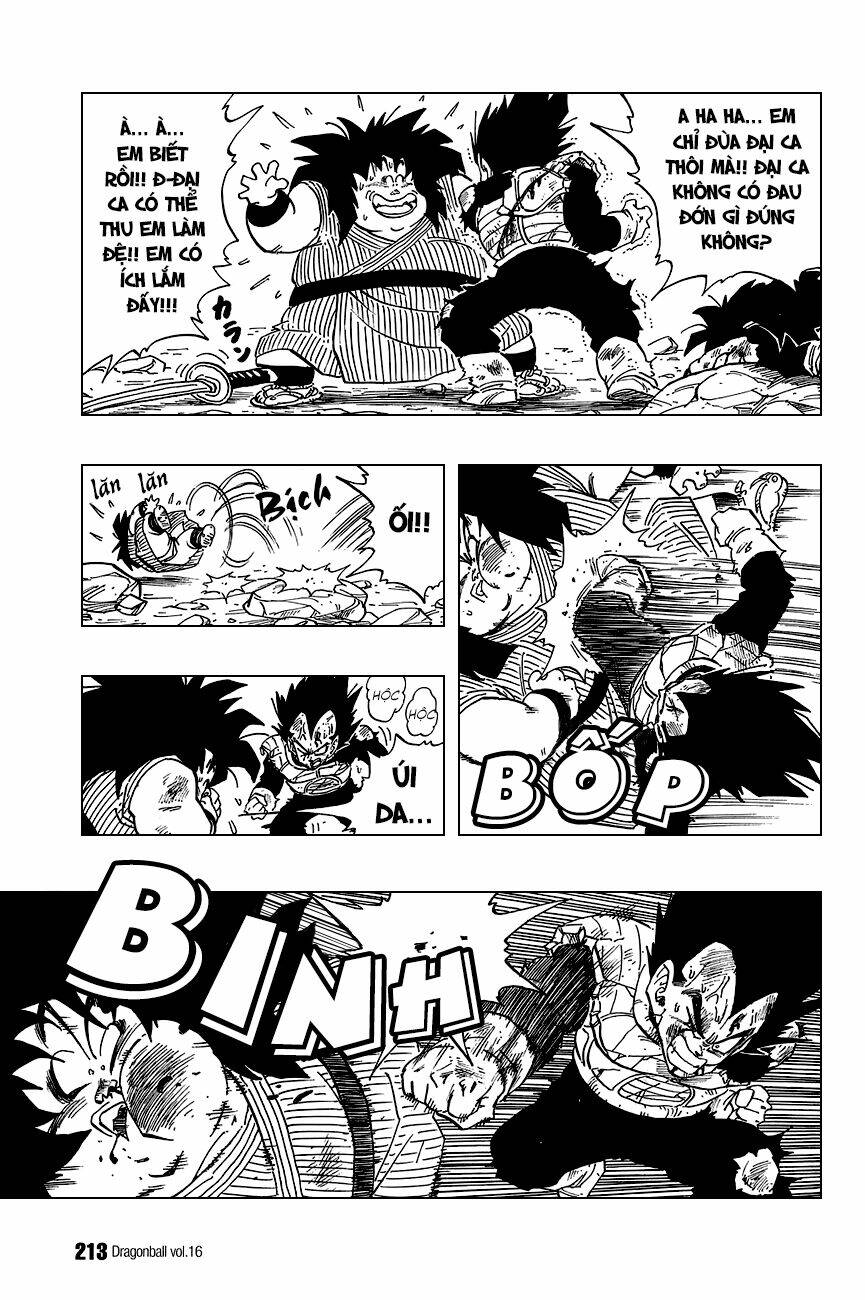 A HA HA... EM
CHỈ ĐÙA ĐẠI CA
THÔI MÀ!! ĐẠI CA
KHÔNG CÓ ĐAU
ĐỚN GÌ ĐÚNG
KHÔNG?
À... À...
EM BIẾT
RỒI!! Đ-ĐẠI
CA CÓ THỂ
THU EM LÀM
ĐỆ!! EM CÓ
ÍCH LẮM
ĐẤY!!!
カラン
BỐP
ỐI!!
Bịch
lăn lăn
HỘC
HỘC
ÚI
DA...
BINH
213 Dragonball vol.16